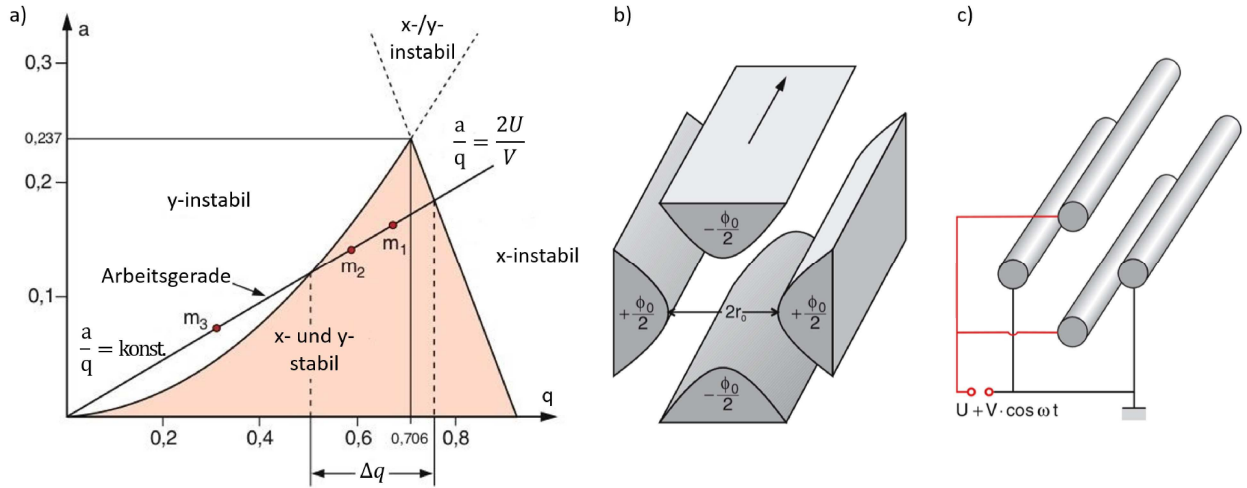 a)
a
0,3
0,237
0,2
0,1
x-/y-
instabil
a/q = 2U/V
y-instabil
x-instabil
Arbeitsgerade
m₁
m₂
m₃
a/q = konst.
x- und y-
stabil
q
0,2
0,4
0,6
0,706
0,8
Δq
b)
−ϕ₀/2
+ϕ₀/2
2r₀
+ϕ₀/2
−ϕ₀/2
c)
U + V · cos ω t